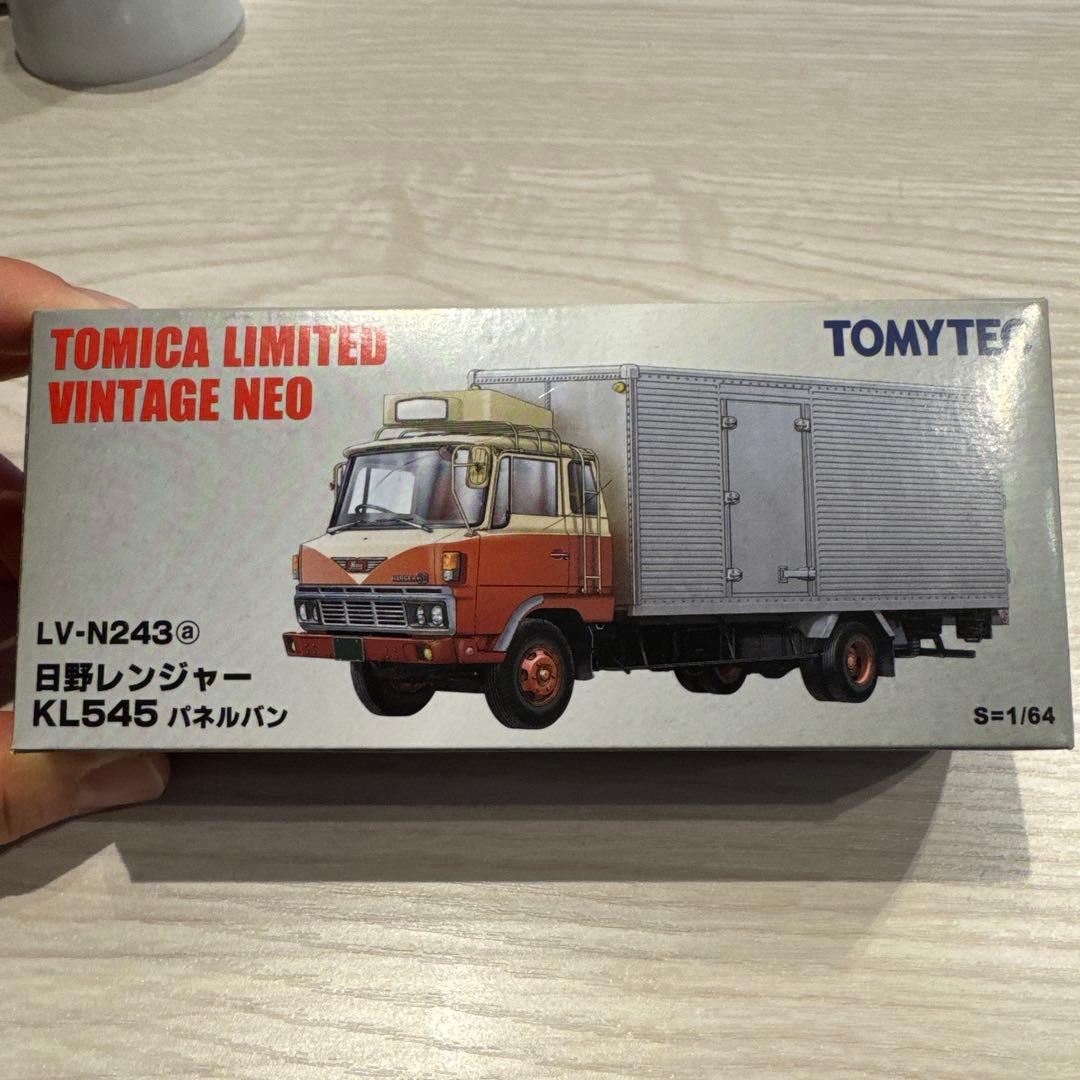 TOMICA LIMITED
VINTAGE NEO
TOMYTEC
LV-N243ⓐ
日野レンジャー
KL545 パネルバン
S=1/64